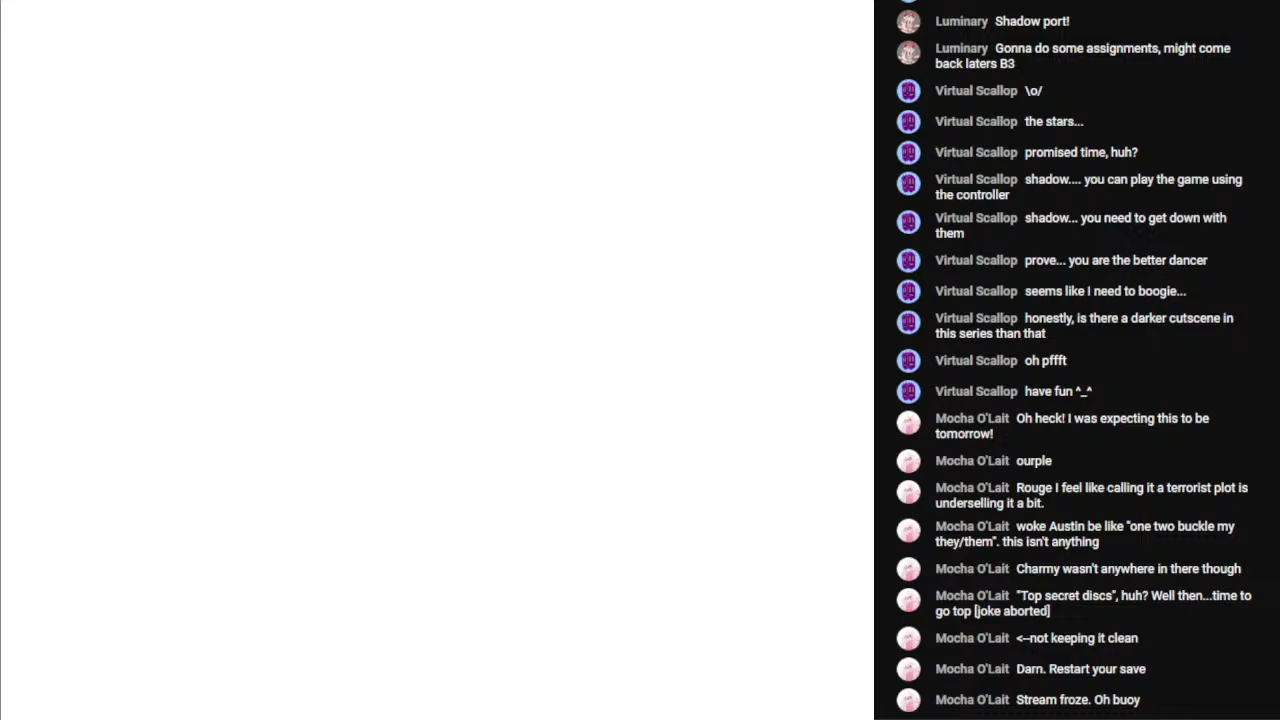 Luminary Shadow port!
Luminary Gonna do some assignments, might come
back laters B3
Virtual Scallop \o/
Virtual Scallop the stars...
Virtual Scallop promised time, huh?
Virtual Scallop shadow.... you can play the game using
the controller
Virtual Scallop shadow... you need to get down with
them
Virtual Scallop prove... you are the better dancer
Virtual Scallop seems like I need to boogie...
Virtual Scallop honestly, is there a darker cutscene in
this series than that
Virtual Scallop oh pffft
Virtual Scallop have fun ^_^
Mocha O'Lait Oh heck! I was expecting this to be
tomorrow!
Mocha O'Lait ourple
Mocha O'Lait Rouge I feel like calling it a terrorist plot is
underselling it a bit.
Mocha O'Lait woke Austin be like "one two buckle my
they/them". this isn't anything
Mocha O'Lait Charmy wasn't anywhere in there though
Mocha O'Lait "Top secret discs", huh? Well then...time to
go top [joke aborted]
Mocha O'Lait <--not keeping it clean
Mocha O'Lait Darn. Restart your save
Mocha O'Lait Stream froze. Oh buoy